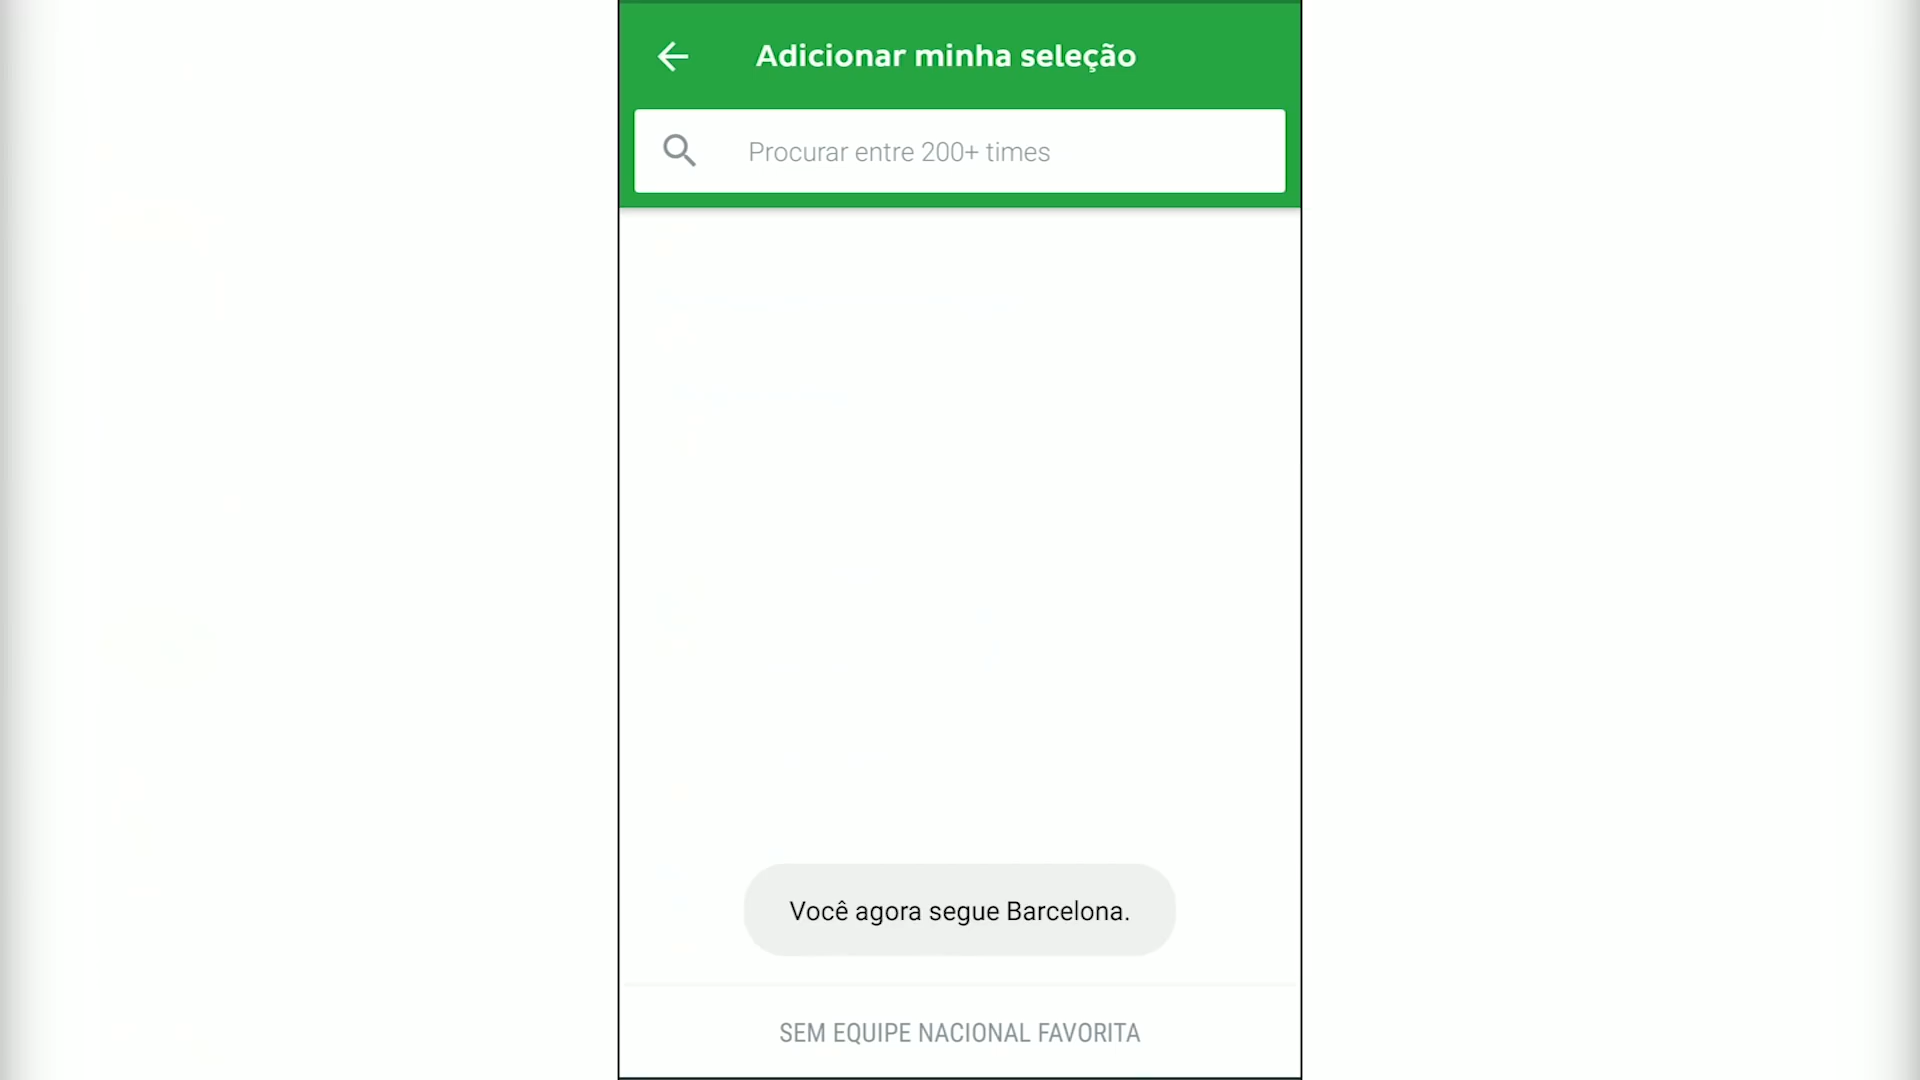 Adicionar minha seleção
Procurar entre 200+ times
Você agora segue Barcelona.
SEM EQUIPE NACIONAL FAVORITA